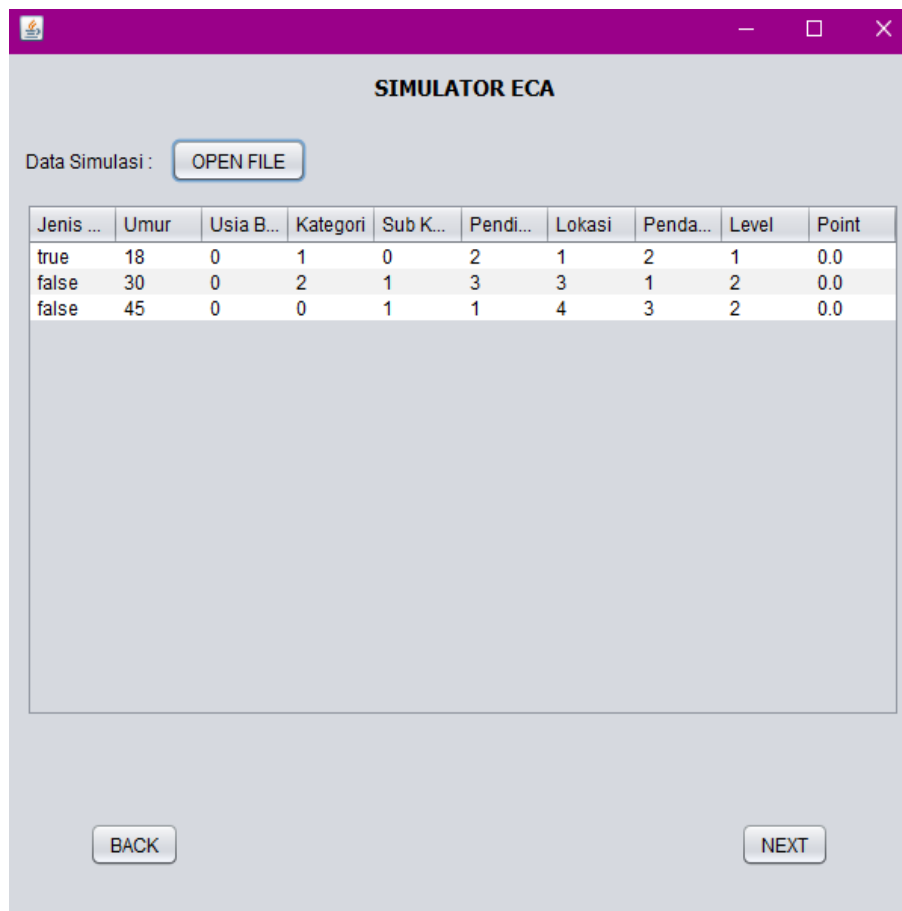 SIMULATOR ECA
Data Simulasi : OPEN FILE
Jenis ... Umur Usia B... Kategori Sub K... Pendi... Lokasi Penda... Level Point
true 18 0 1 0 2 1 2 1 0.0
false 30 0 2 1 3 3 1 2 0.0
false 45 0 0 1 1 4 3 2 0.0
BACK NEXT